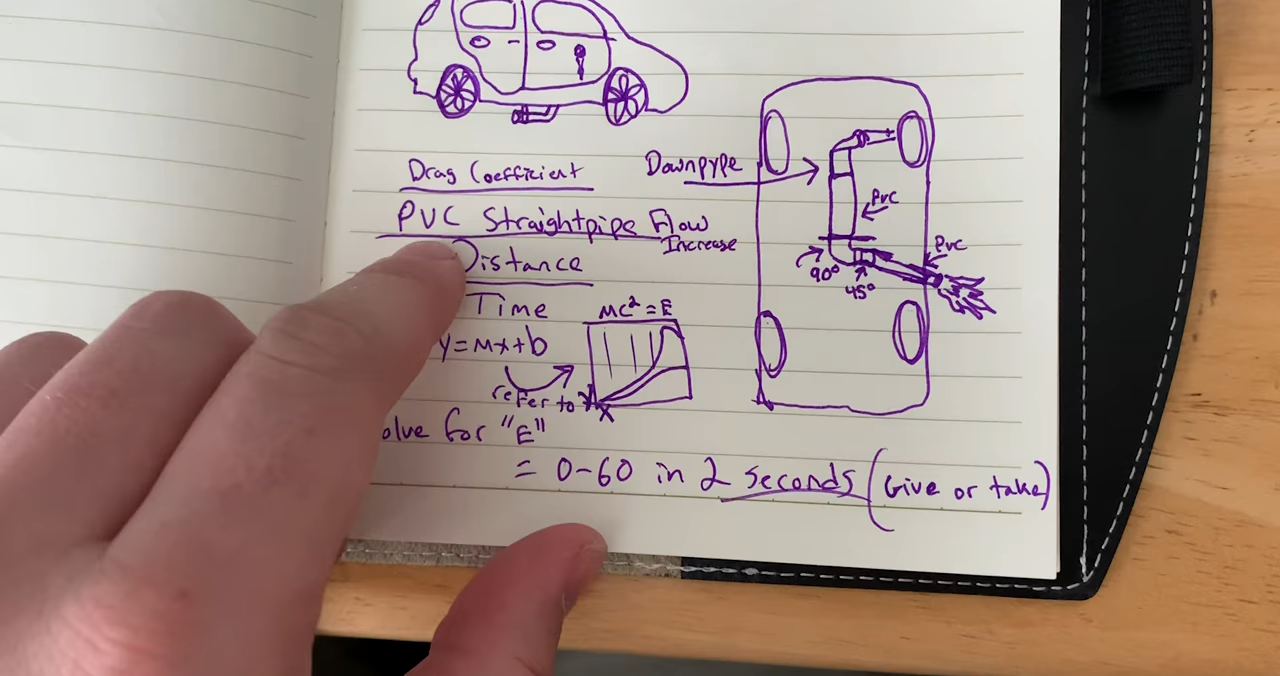 Drag Coefficient
PVC Straightpipe Flow
Increase
Distance
Time
y=mx+b
refer to
Y
X
olve for "E"
= 0-60 in 2 seconds (Give or take)
MC²=E
Downpype
PVC
PVC
90°
45°